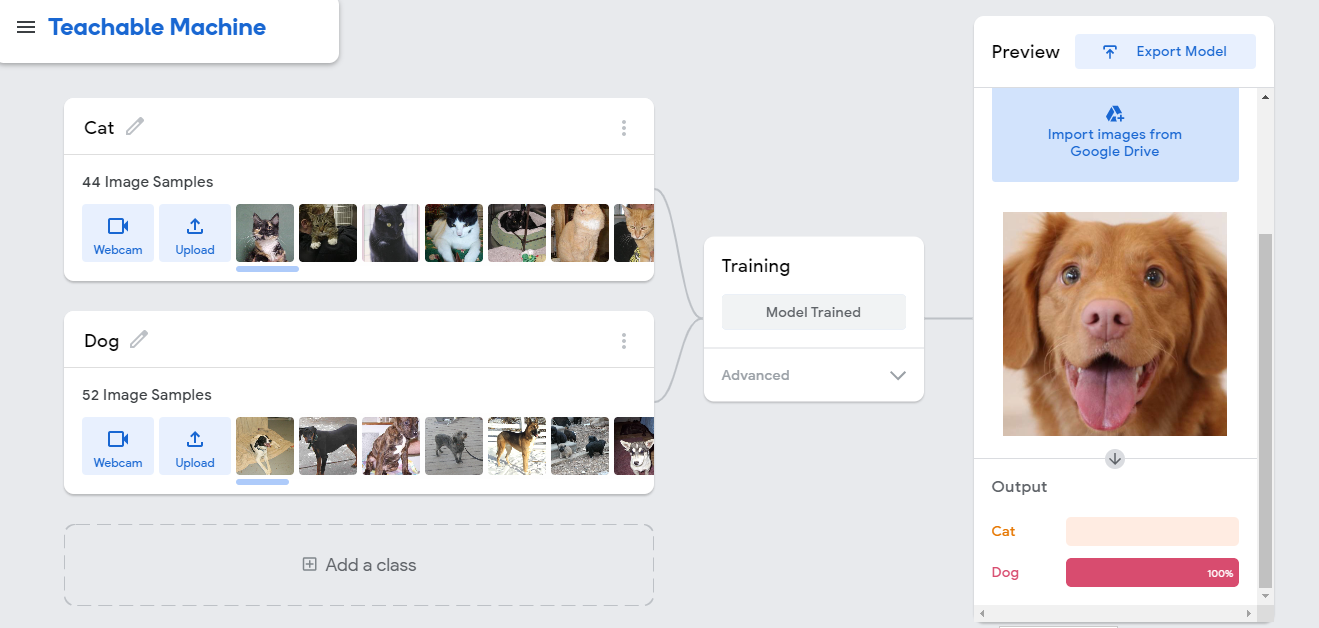 Teachable Machine
Preview
Export Model
Import images from
Google Drive
Cat
44 Image Samples
Webcam
Upload
Dog
52 Image Samples
Webcam
Upload
Add a class
Training
Model Trained
Advanced
Output
Cat
Dog
100%